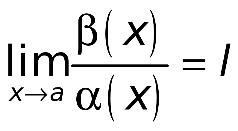 lim x→a β(x)/α(x) = l